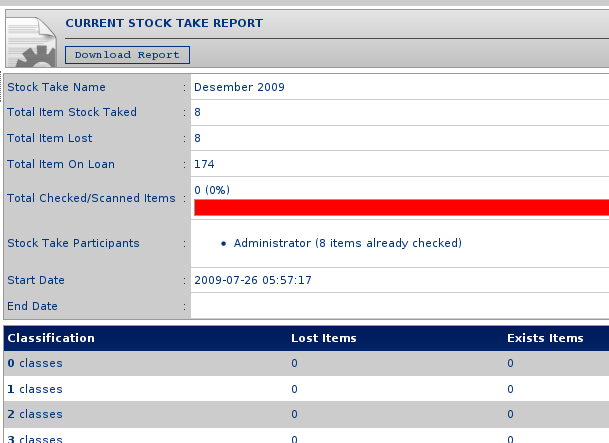 CURRENT STOCK TAKE REPORT
Download Report
Stock Take Name : Desember 2009
Total Item Stock Taked : 8
Total Item Lost : 8
Total Item On Loan : 174
Total Checked/Scanned Items : 0 (0%)
Stock Take Participants : • Administrator (8 items already checked)
Start Date : 2009-07-26 05:57:17
End Date :
Classification Lost Items Exists Items
0 classes 0 0
1 classes 0 0
2 classes 0 0
3 classes 0 0